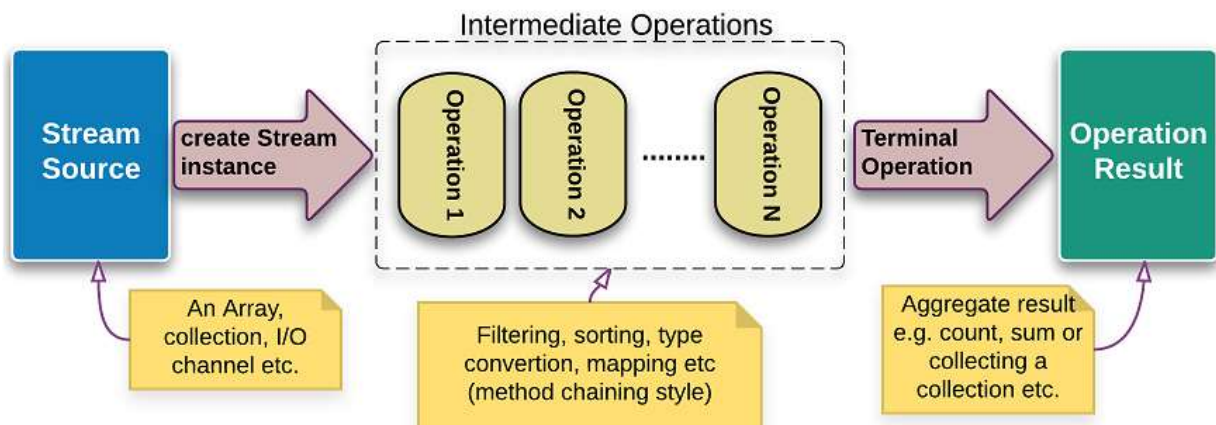 Intermediate Operations
Stream
Source
create Stream
instance
Operation 1
Operation 2
Operation N
Terminal
Operation
Operation
Result
An Array,
collection, I/O
channel etc.
Filtering, sorting, type
convertion, mapping etc
(method chaining style)
Aggregate result
e.g. count, sum or
collecting a
collection etc.